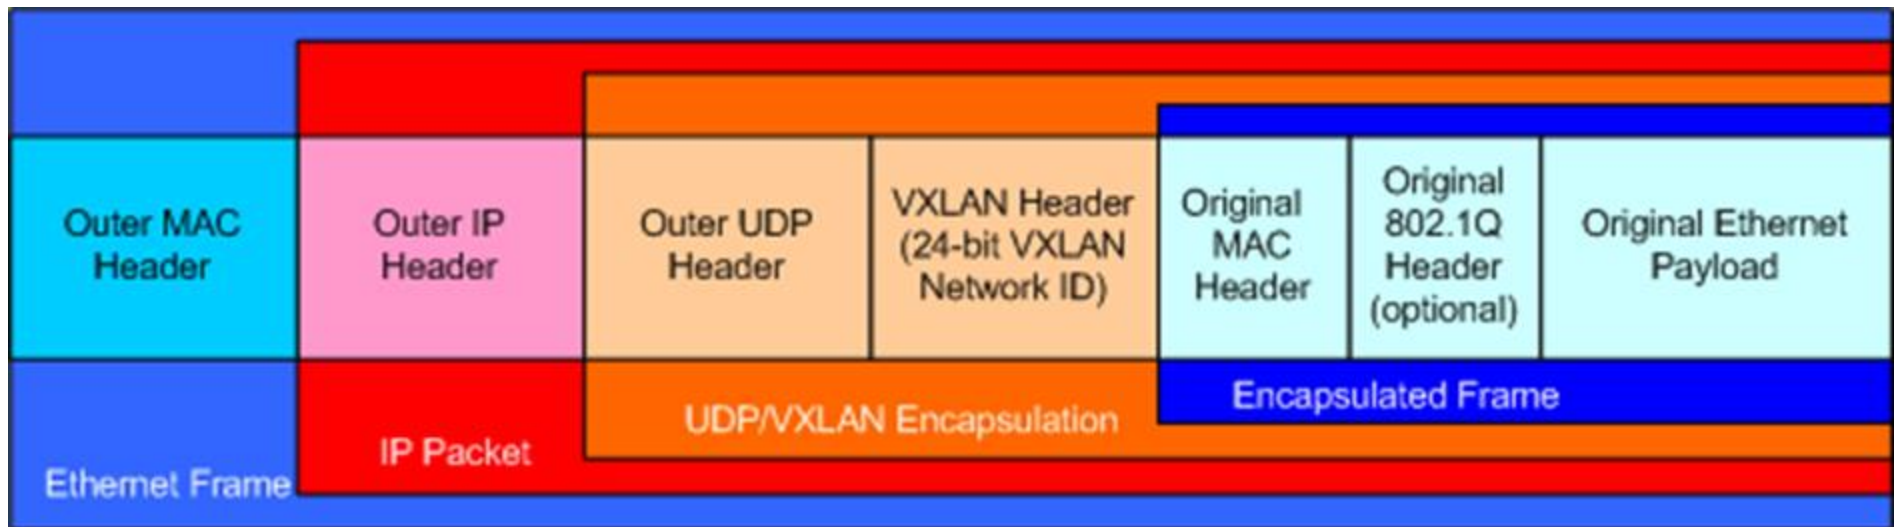 Outer MAC
Header
Outer IP
Header
Outer UDP
Header
VXLAN Header
(24-bit VXLAN
Network ID)
Original
MAC
Header
Original
802.1Q
Header
(optional)
Original Ethernet
Payload
Encapsulated Frame
UDP/VXLAN Encapsulation
IP Packet
Ethernet Frame